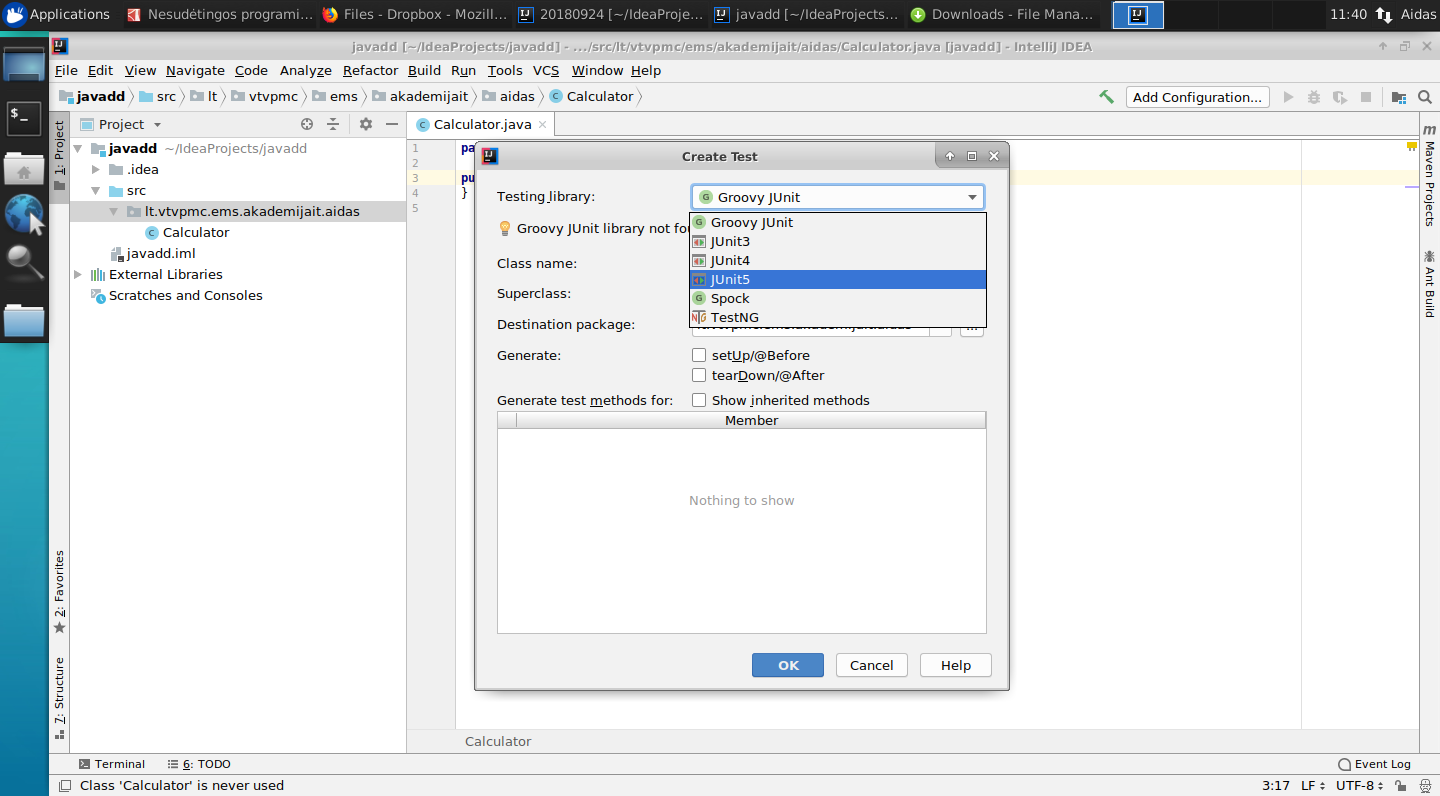 Applications
Nesudėtingos programi...
Files - Dropbox - Mozill...
20180924 [~/IdeaProje...
javadd [~/IdeaProjects...
Downloads - File Mana...
11:40
Aidas
javadd [~/IdeaProjects/javadd] - .../src/lt/vtvpmc/ems/akademijait/aidas/Calculator.java [javadd] - IntelliJ IDEA
File Edit View Navigate Code Analyze Refactor Build Run Tools VCS Window Help
javadd src lt vtvpmc ems akademijait aidas Calculator
Add Configuration...
1: Project
Project
Calculator.java
javadd ~/IdeaProjects/javadd
.idea
src
lt.vtvpmc.ems.akademijait.aidas
Calculator
javadd.iml
External Libraries
Scratches and Consoles
1 pa
2
3 pu
4 }
5
Create Test
Testing library:
Groovy JUnit
Groovy JUnit library not fou
Groovy JUnit
JUnit3
JUnit4
JUnit5
Spock
TestNG
Class name:
Superclass:
Destination package:
...
Generate:
setUp/@Before
tearDown/@After
Generate test methods for:
Show inherited methods
Member
Nothing to show
OK
Cancel
Help
Maven Projects
Ant Build
2: Favorites
7: Structure
Calculator
Terminal
6: TODO
Event Log
Class 'Calculator' is never used
3:17 LF UTF-8